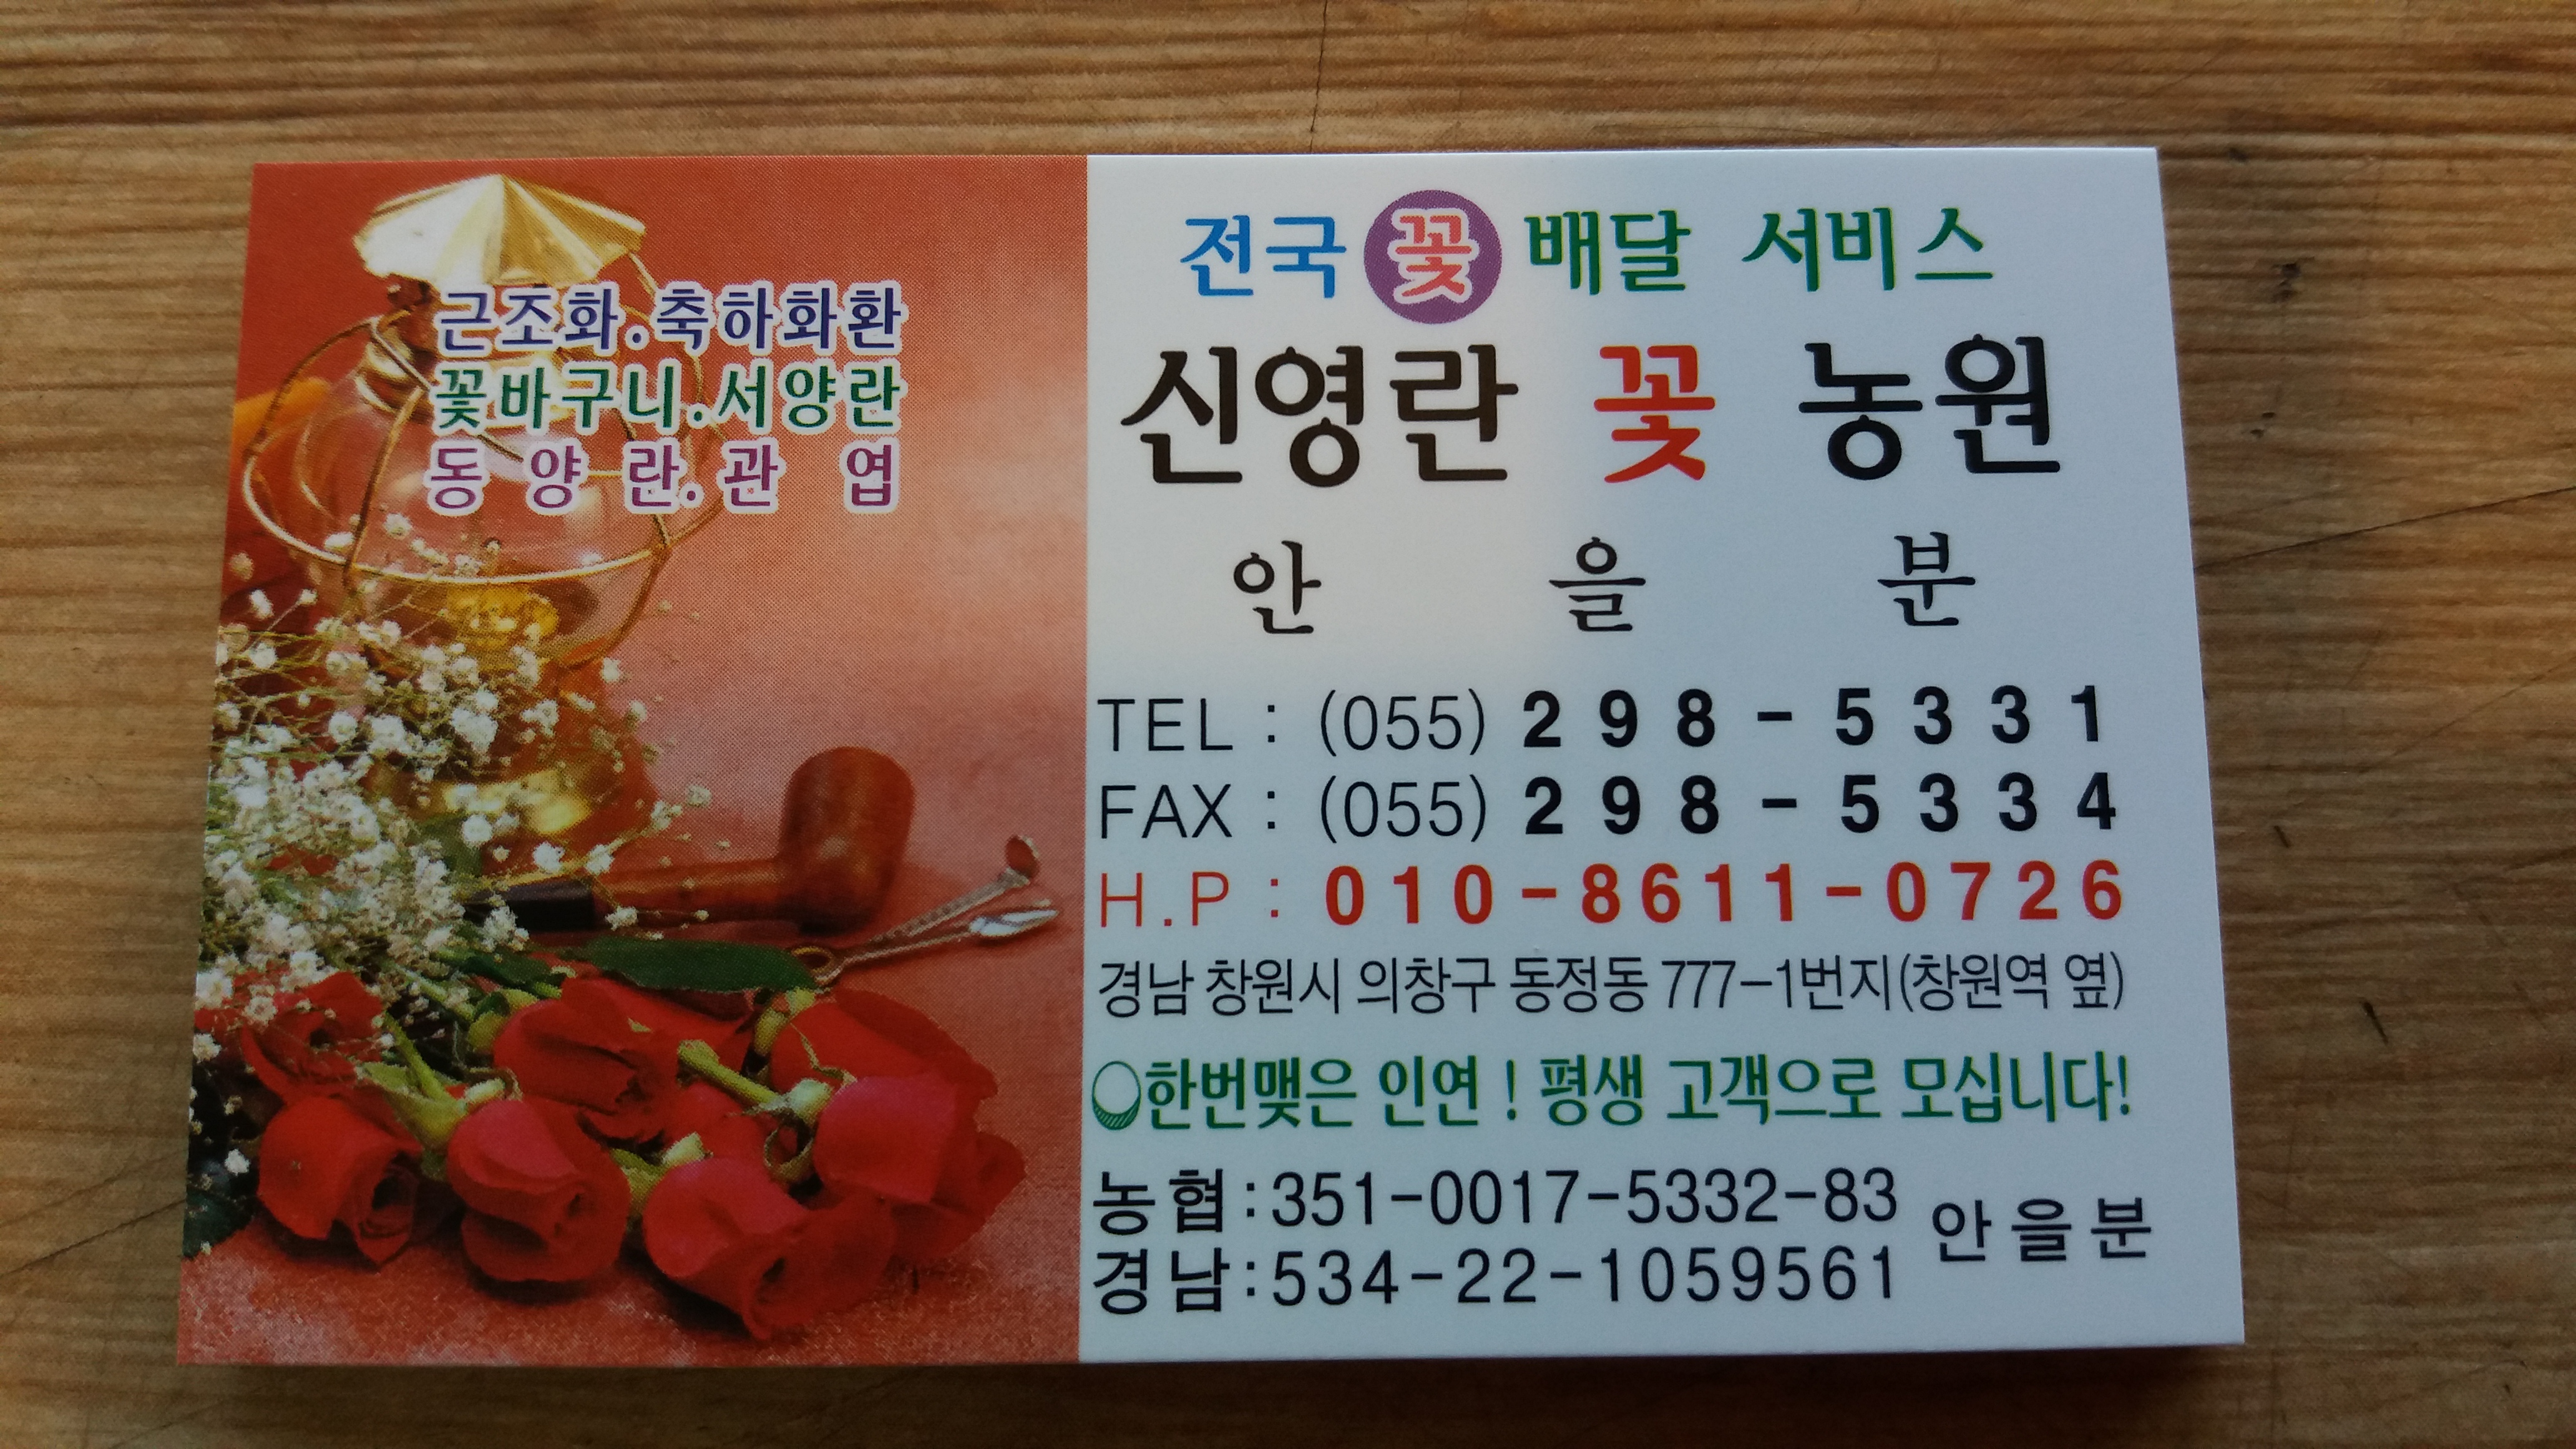 근조화.축하화환
꽃바구니.서양란
동 양 란.관 엽
전국 꽃 배달 서비스
신영란 꽃 농원
안 을 분
TEL : (055) 298-5331
FAX : (055) 298-5334
H.P : 010-8611-0726
경남 창원시 의창구 동정동 777-1번지(창원역 옆)
한번맺은 인연 ! 평생 고객으로 모십니다!
농협:351-0017-5332-83
경남:534-22-1059561
안을분